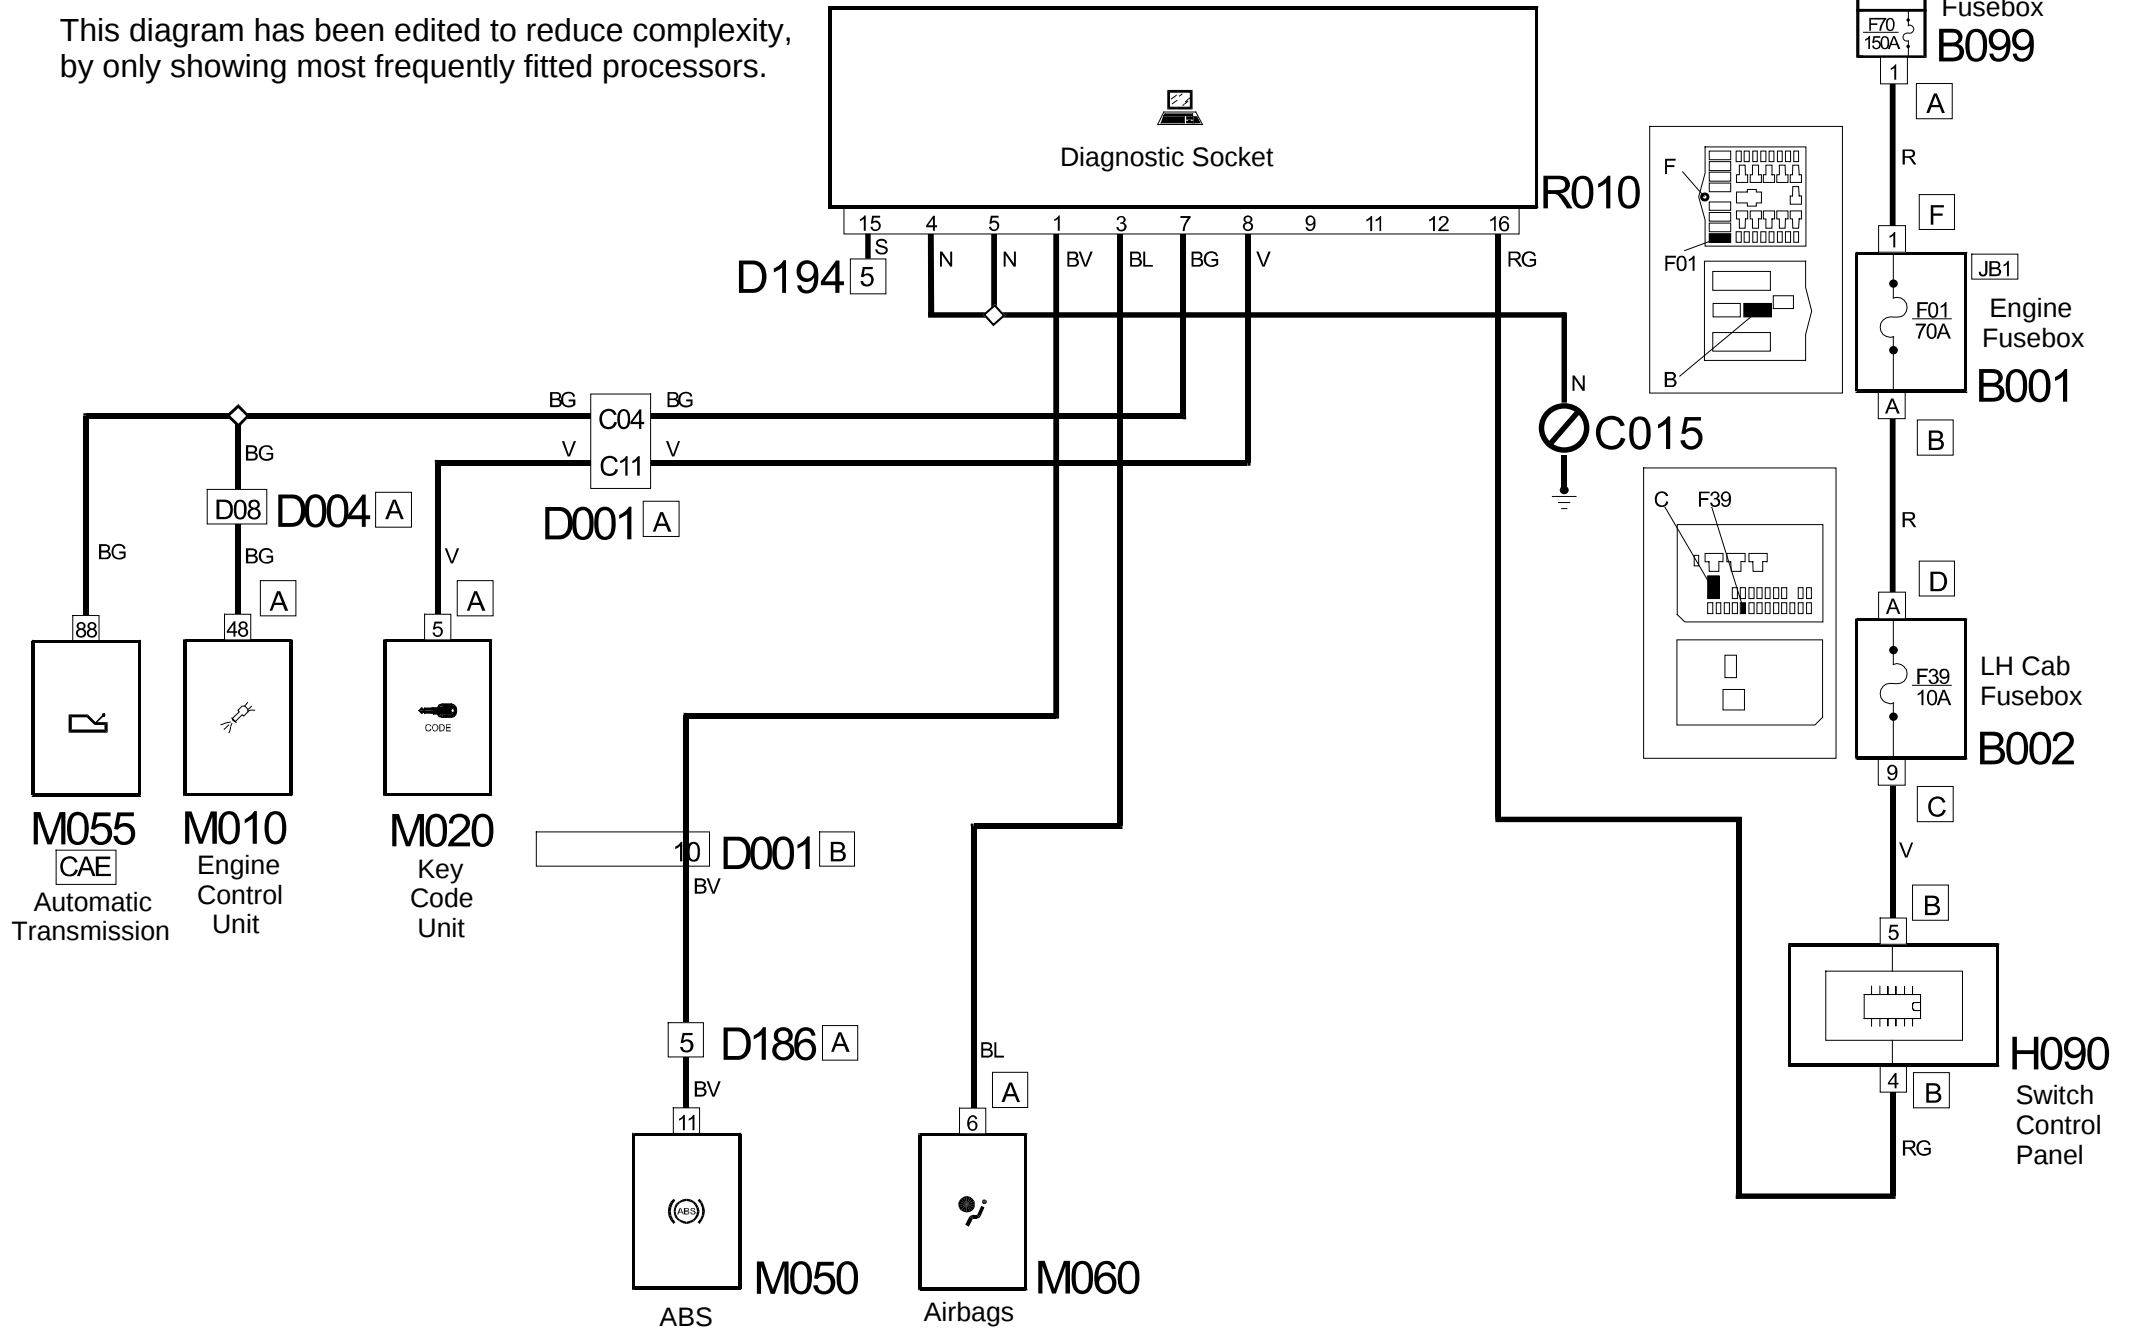 This diagram has been edited to reduce complexity,
by only showing most frequently fitted processors.
Diagnostic Socket
R010
15 4 5 1 3 7 8 9 11 12 16
S
N N BV BL BG V RG
D194 5
Fusebox
F70
150A
B099
1
A
R
F
1
JB1
F01
70A
Engine
Fusebox
B001
A
B
R
D
A
F39
10A
LH Cab
Fusebox
B002
9
C
V
B
5
H090
4
B
Switch
Control
Panel
RG
F
F01
B
C F39
N
C015
BG C04 BG
V C11 V
D001 A
BG
D08 D004 A
BG BG V
A A
88 48 5
CODE
M055
CAE
Automatic
Transmission
M010
Engine
Control
Unit
M020
Key
Code
Unit
10 D001 B
BV
5 D186 A
BV
11
ABS
M050
ABS
BL
A
6
M060
Airbags